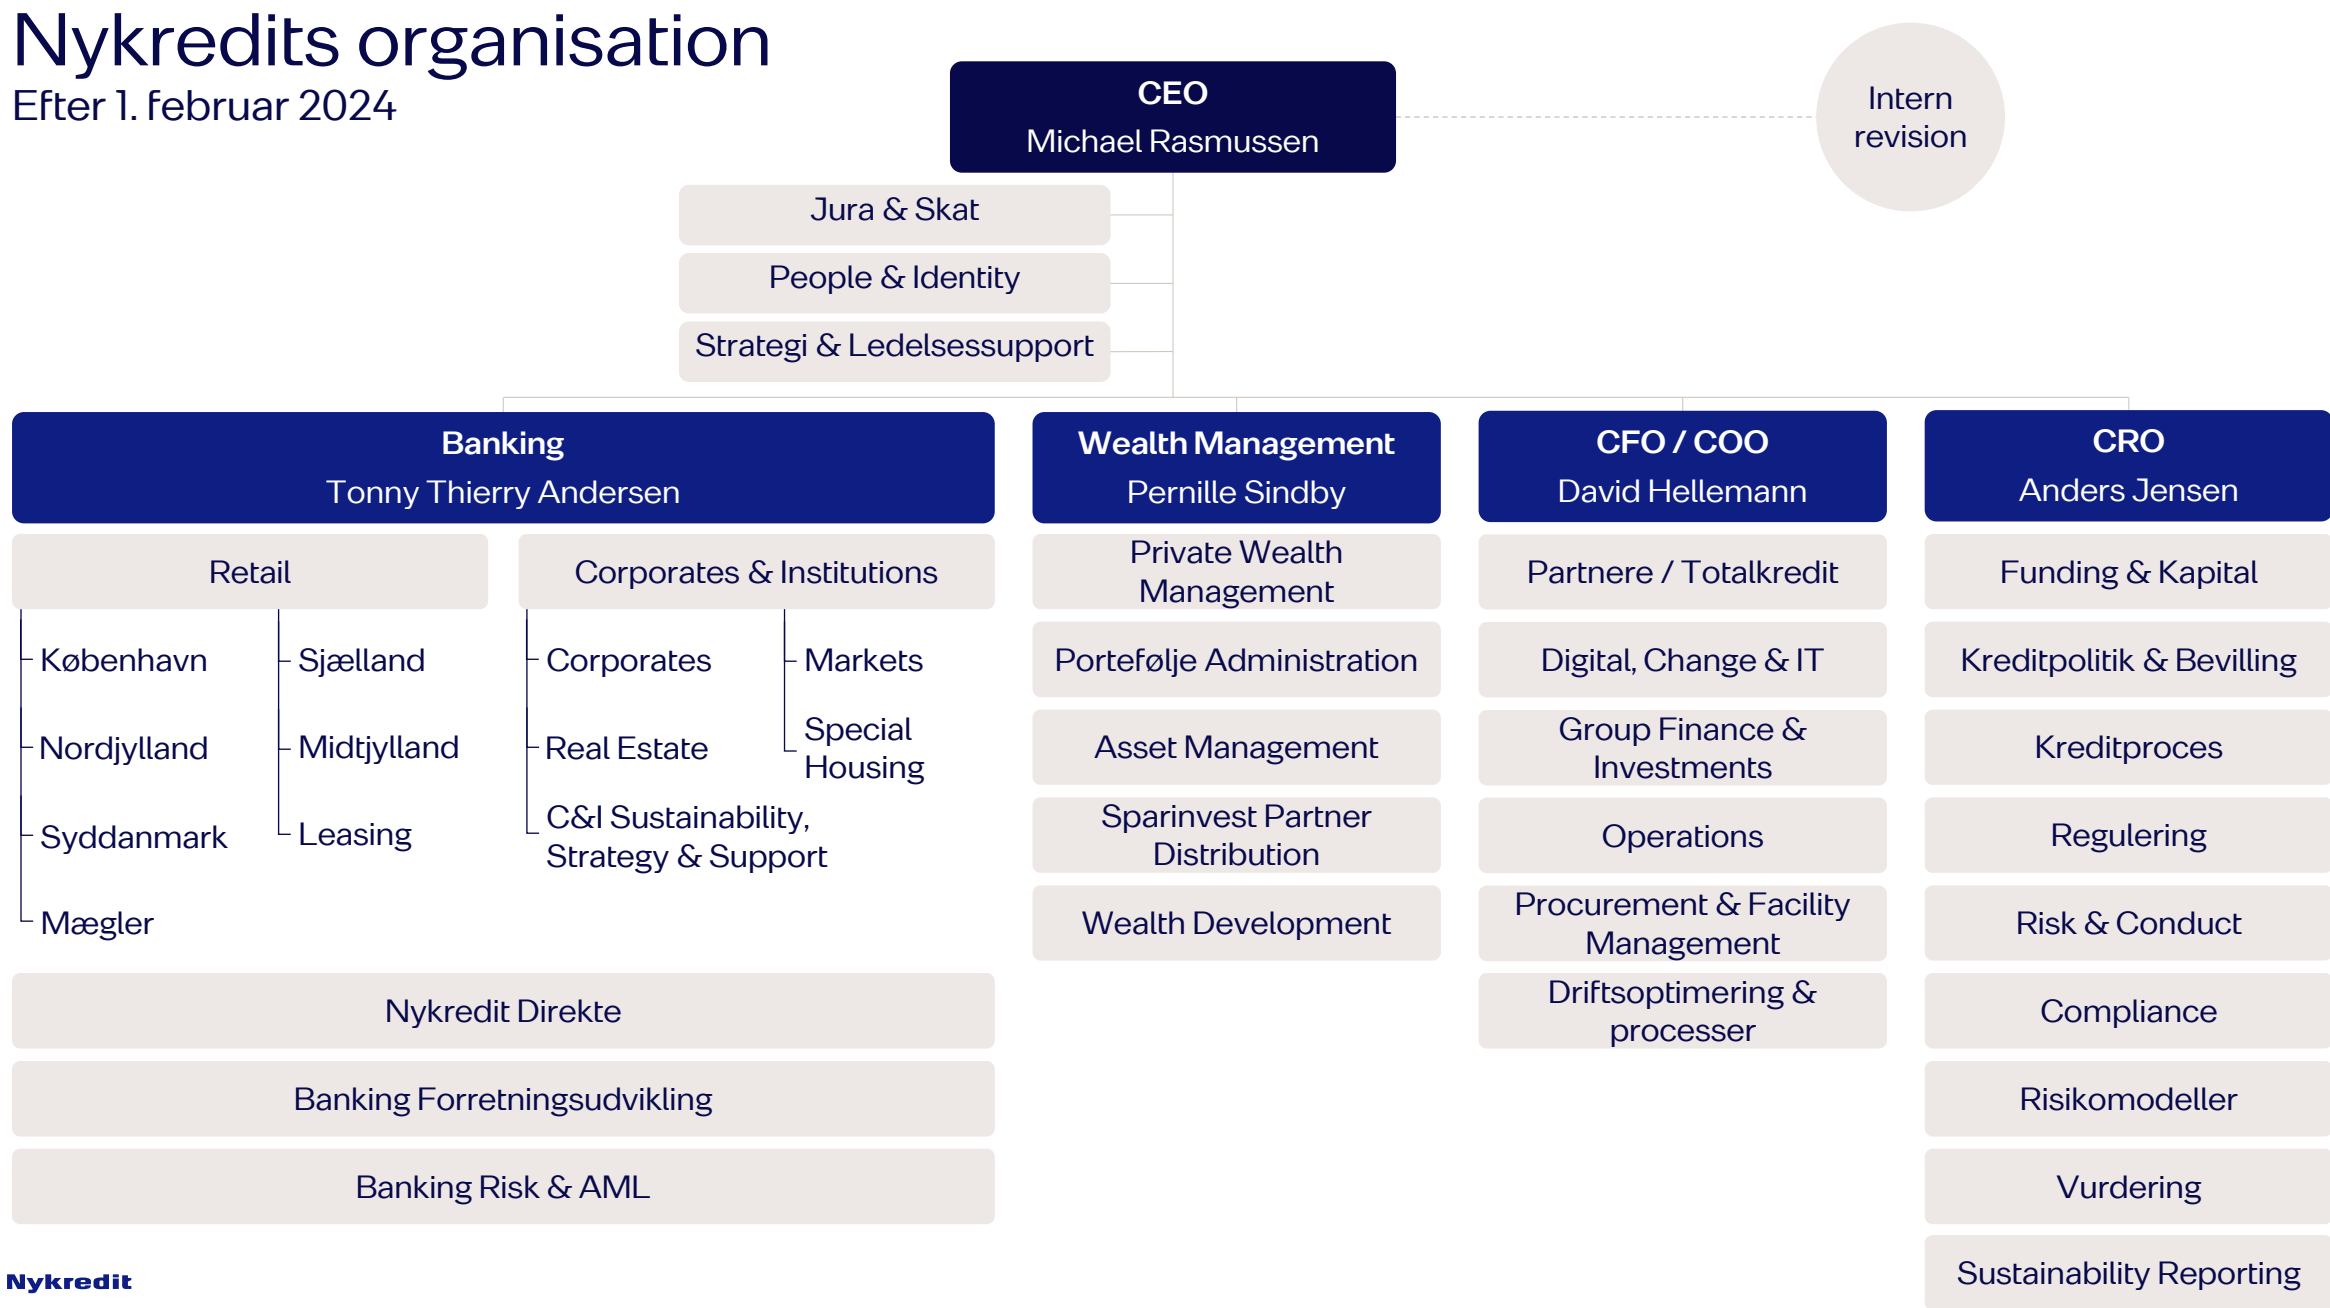 Nykredits organisation
Efter 1. februar 2024
CEO
Michael Rasmussen
Intern
revision
Jura & Skat
People & Identity
Strategi & Ledelsessupport
Banking
Tonny Thierry Andersen
Retail
København
Nordjylland
Syddanmark
Mægler
Sjælland
Midtjylland
Leasing
Corporates & Institutions
Corporates
Real Estate
C&I Sustainability,
Strategy & Support
Markets
Special
Housing
Nykredit Direkte
Banking Forretningsudvikling
Banking Risk & AML
Wealth Management
Pernille Sindby
Private Wealth
Management
Portefølje Administration
Asset Management
Sparinvest Partner
Distribution
Wealth Development
CFO / COO
David Hellemann
Partnere / Totalkredit
Digital, Change & IT
Group Finance &
Investments
Operations
Procurement & Facility
Management
Driftsoptimering &
processer
CRO
Anders Jensen
Funding & Kapital
Kreditpolitik & Bevilling
Kreditproces
Regulering
Risk & Conduct
Compliance
Risikomodeller
Vurdering
Sustainability Reporting
Nykredit